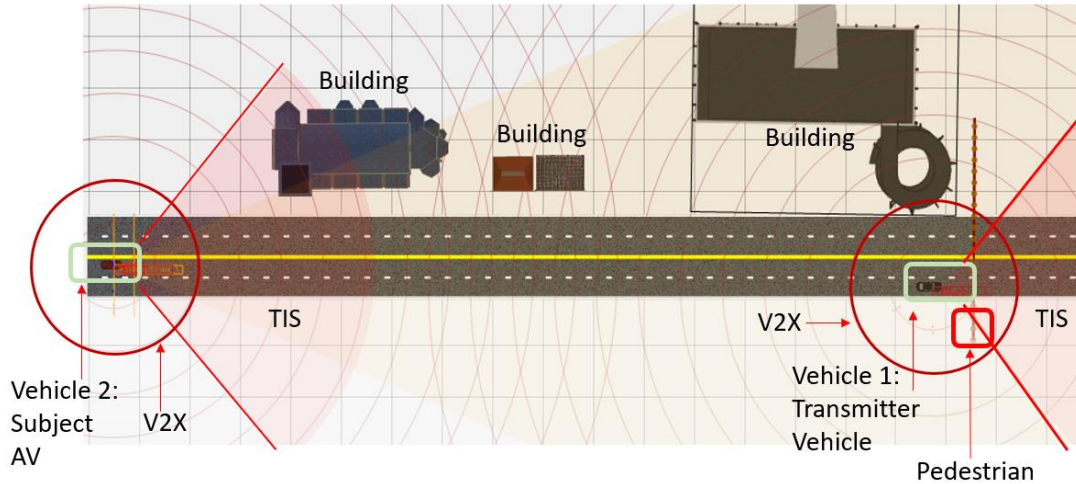 Building
Building
Building
TIS
V2X
TIS
Vehicle 2:
Subject
AV
V2X
Vehicle 1:
Transmitter
Vehicle
Pedestrian